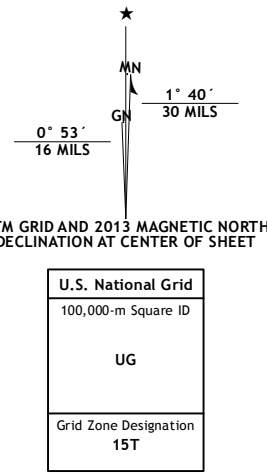 MN
1° 40´
30 MILS
GN
0° 53´
16 MILS
TM GRID AND 2013 MAGNETIC NORTH
DECLINATION AT CENTER OF SHEET
U.S. National Grid
100,000-m Square ID
UG
Grid Zone Designation
15T